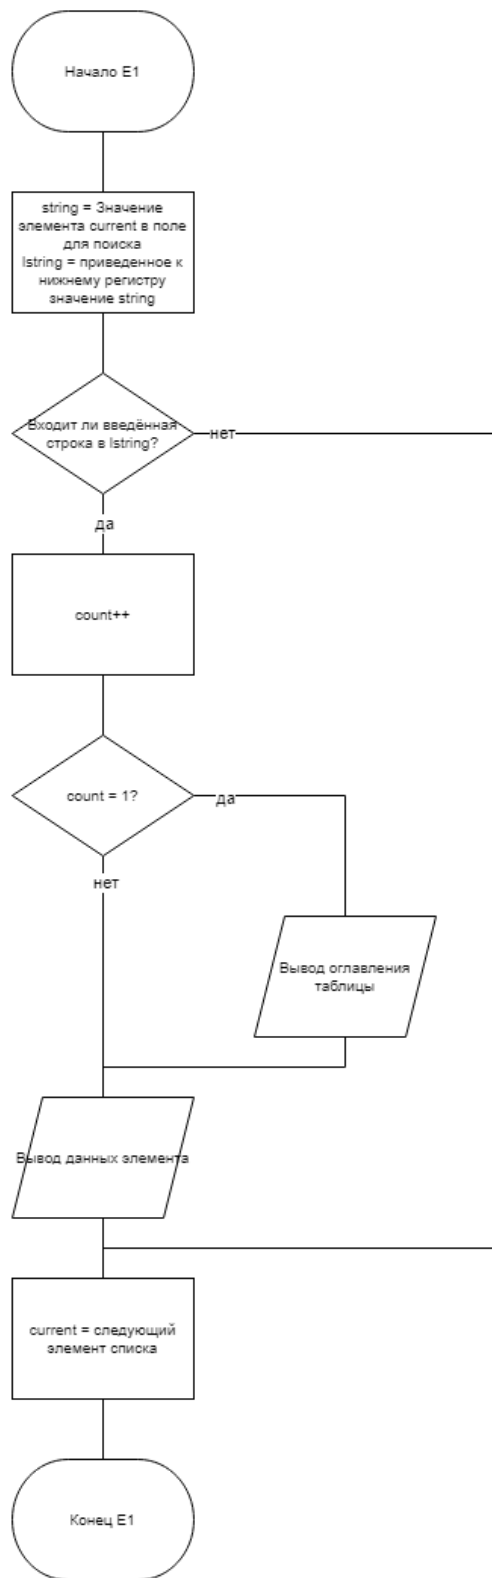 Начало E1
string = Значение
элемента current в поле
для поиска
lstring = приведенное к
нижнему регистру
значение string
Входит ли введённая
строка в lstring?
нет
да
count++
count = 1?
да
нет
Вывод оглавления
таблицы
Вывод данных элемента
current = следующий
элемент списка
Конец E1